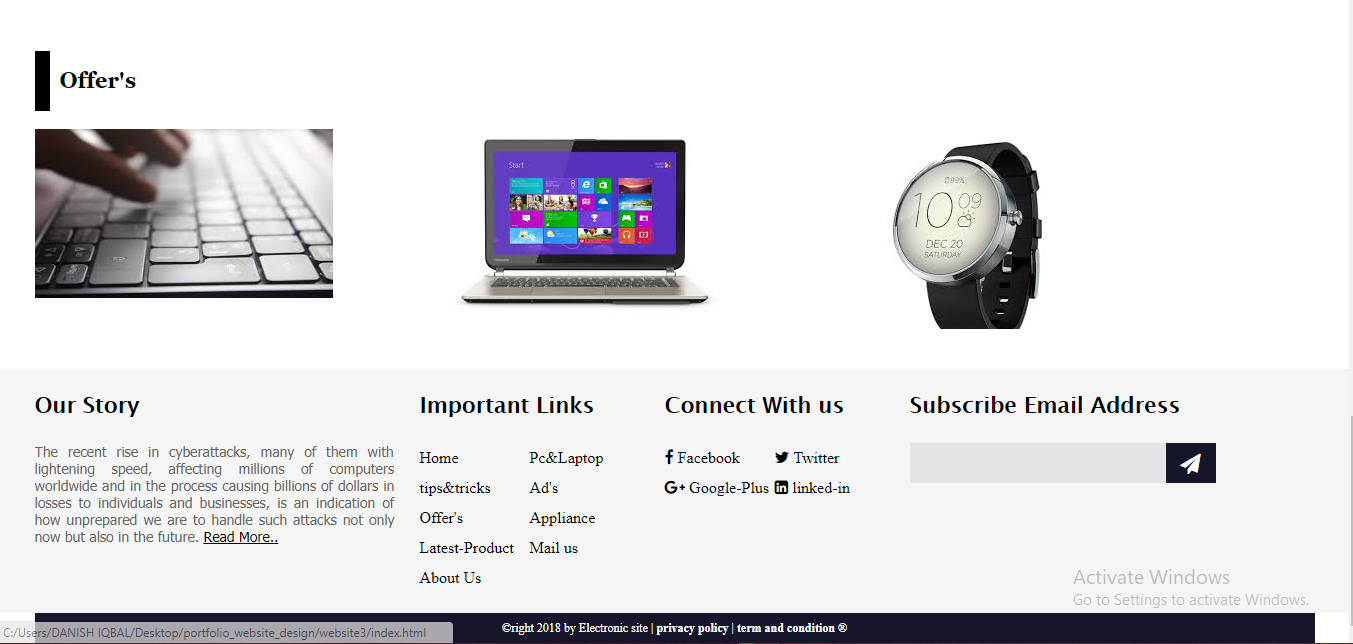 Offer's
Start
99%
10 09
DEC 20
SATURDAY
Our Story
The recent rise in cyberattacks, many of them with
lightening speed, affecting millions of computers
worldwide and in the process causing billions of dollars in
losses to individuals and businesses, is an indication of
how unprepared we are to handle such attacks not only
now but also in the future. Read More..
Important Links
Home Pc&Laptop
tips&tricks Ad's
Offer's Appliance
Latest-Product Mail us
About Us
Connect With us
Facebook Twitter
G+ Google-Plus in linked-in
Subscribe Email Address
Activate Windows
Go to Settings to activate Windows.
C:/Users/DANISH IQBAL/Desktop/portfolio_website_design/website3/index.html
©right 2018 by Electronic site | privacy policy | term and condition ®